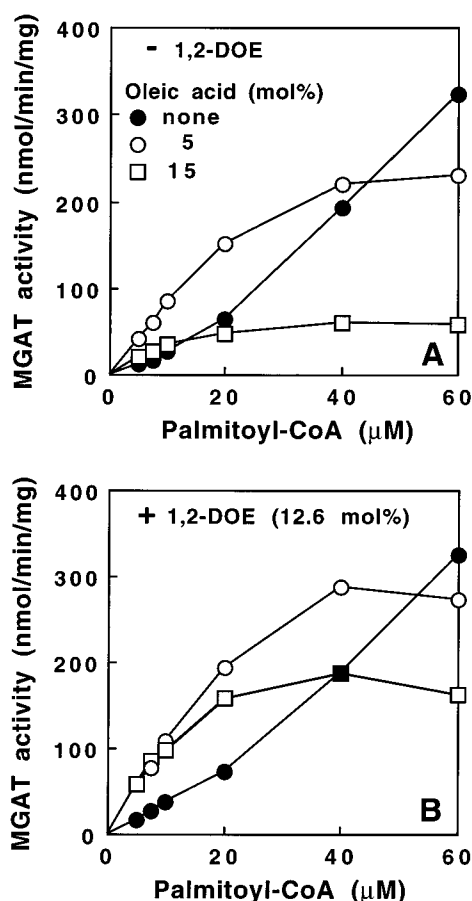 400
300
200
100
0
MGAT activity (nmol/min/mg)
- 1,2-DOE
Oleic acid (mol%)
none
5
15
A
0 20 40 60
Palmitoyl-CoA (μM)
400
300
200
100
0
MGAT activity (nmol/min/mg)
+ 1,2-DOE (12.6 mol%)
B
0 20 40 60
Palmitoyl-CoA (μM)